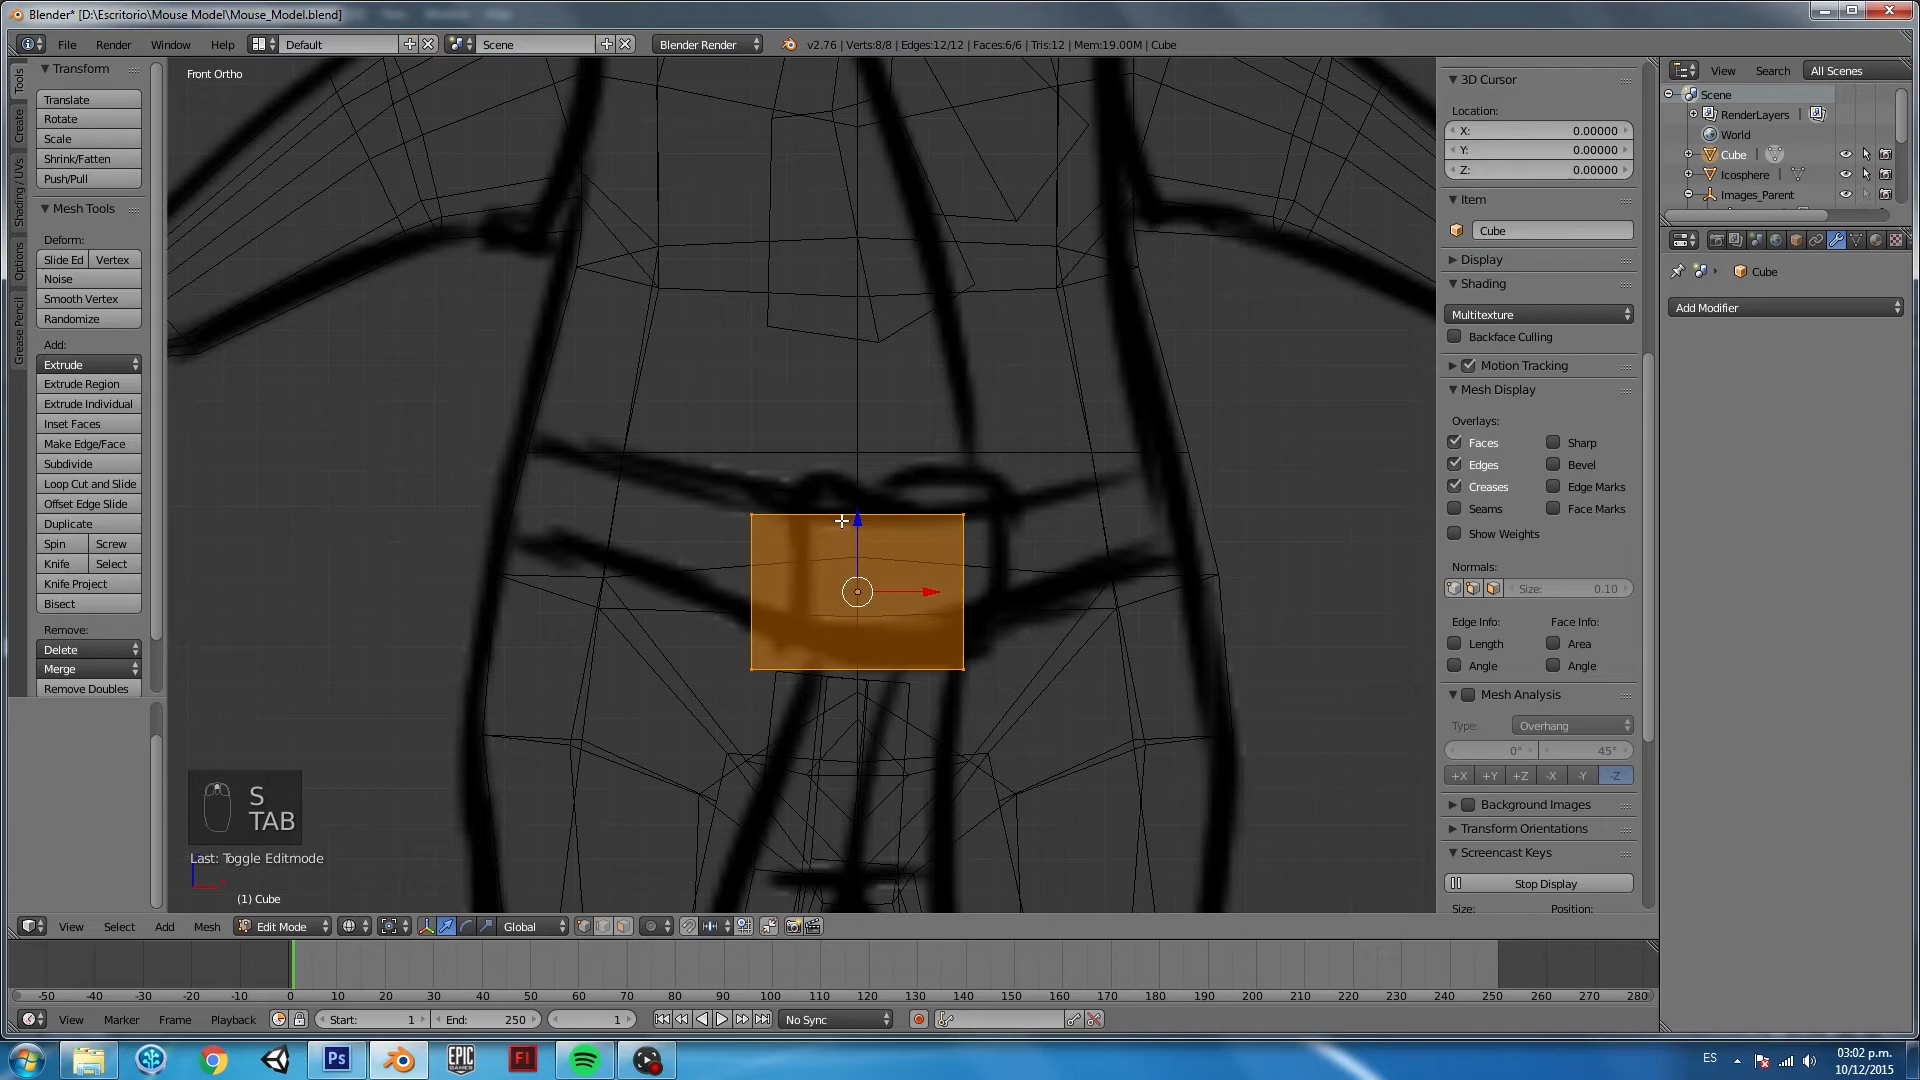 Blender* [D:\Escritorio\Mouse Model\Mouse_Model.blend]
File Render Window Help Default Scene Blender Render v2.76 | Verts:8/8 | Edges:12/12 | Faces:6/6 | Tris:12 | Mem:19.00M | Cube
Tools
Create
Shading / UVs
Options
Grease Pencil
Transform
Translate
Rotate
Scale
Shrink/Fatten
Push/Pull
Mesh Tools
Deform:
Slide Ed Vertex
Noise
Smooth Vertex
Randomize
Add:
Extrude
Extrude Region
Extrude Individual
Inset Faces
Make Edge/Face
Subdivide
Loop Cut and Slide
Offset Edge Slide
Duplicate
Spin Screw
Knife Select
Knife Project
Bisect
Remove:
Delete
Merge
Remove Doubles
Front Ortho
S
TAB
Last: Toggle Editmode
(1) Cube
3D Cursor
Location:
X: 0.00000
Y: 0.00000
Z: 0.00000
Item
Cube
Display
Shading
Multitexture
Backface Culling
Motion Tracking
Mesh Display
Overlays:
Faces Sharp
Edges Bevel
Creases Edge Marks
Seams Face Marks
Show Weights
Normals:
Size: 0.10
Edge Info: Face Info:
Length Area
Angle Angle
Mesh Analysis
Type: Overhang
0° 45°
+X +Y +Z -X -Y -Z
Background Images
Transform Orientations
Screencast Keys
Stop Display
Size: Position:
View Search All Scenes
Scene
RenderLayers
World
Cube
Icosphere
Images_Parent
Cube
Add Modifier
View Select Add Mesh Edit Mode Global
-50 -40 -30 -20 -10 0 10 20 30 40 50 60 70 80 90 100 110 120 130 140 150 160 170 180 190 200 210 220 230 240 250 260 270 280
View Marker Frame Playback Start: 1 End: 250 1 No Sync
Ps EPIC GAMES Fl ES 03:02 p.m.
10/12/2015